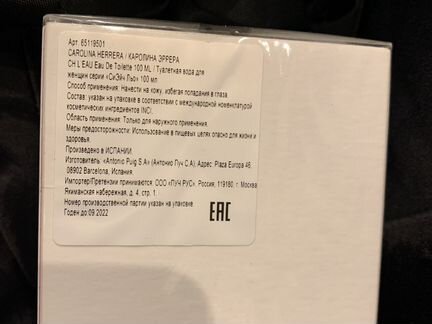 Арт. 65119501
CAROLINA HERRERA / КАРОЛИНА ЭРРЕРА
CH L'EAU Eau De Toilette 100 ML / Туалетная вода для
женщин серии «СиЭйч Льо» 100 мл
Способ применения: Нанести на кожу, избегая попадания в глаза
Состав: указан на упаковке в соответствии с международной номенклатурой
косметических ингредиентов INCI.
Область применения: Только для наружного применения.
Меры предосторожности: Использование в пищевых целях опасно для жизни и
здоровья.
Произведено в ИСПАНИИ.
Изготовитель: «Antonio Puig S.A» (Антонио Пуч С.А). Адрес: Plaza Europa 46,
08902 Barcelona, Испания.
Импортер/Претензии принимаются: ООО «ПУЧ РУС». Россия, 119180, г. Москва
Якиманская набережная, д. 4, стр. 1.
Номер производственной партии указан на упаковке.
Годен до:09.2022
EAC